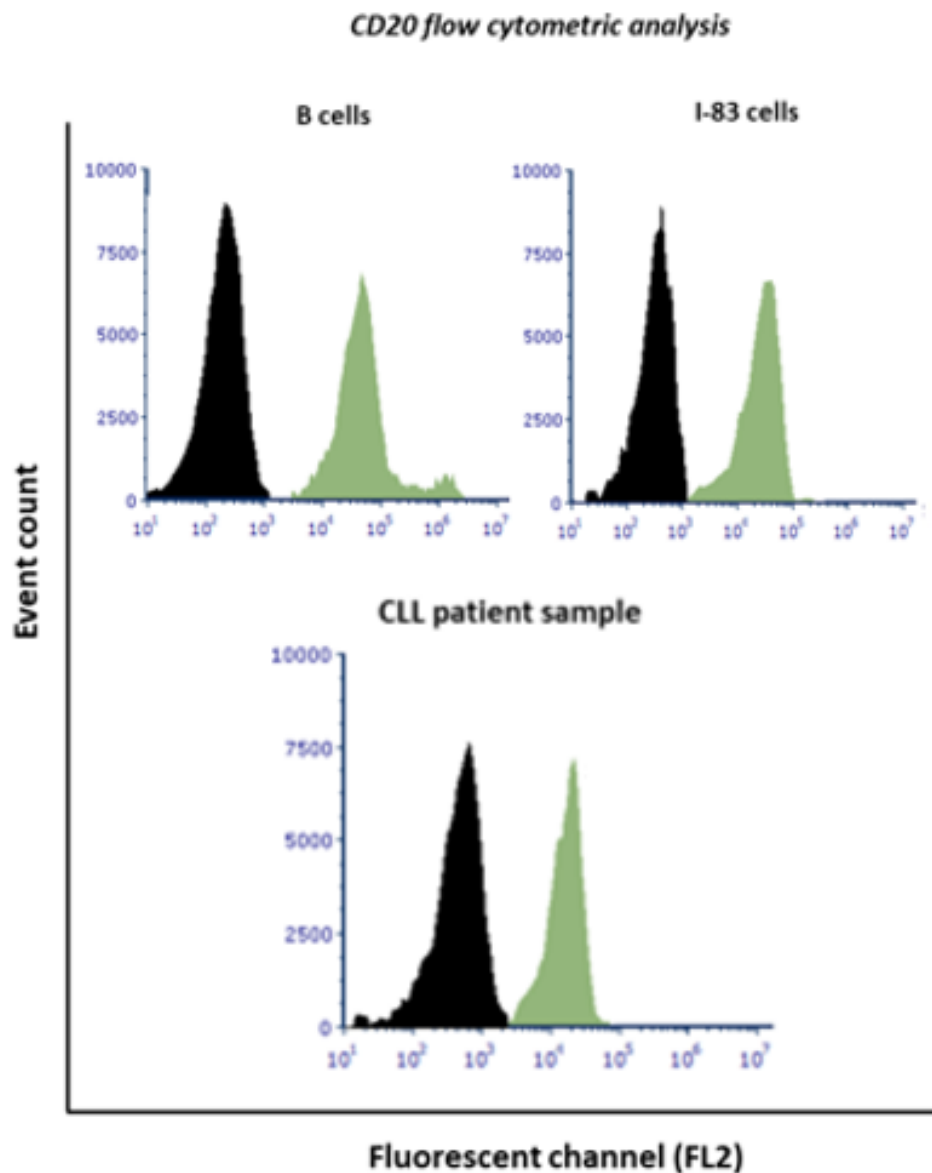 CD20 flow cytometric analysis
B cells
I-83 cells
10000
7500
5000
2500
0
10¹ 10² 10³ 10⁴ 10⁵ 10⁶ 10⁷
10000
7500
5000
2500
0
10¹ 10² 10³ 10⁴ 10⁵ 10⁶ 10⁷
Event count
CLL patient sample
10000
7500
5000
2500
0
10¹ 10² 10³ 10⁴ 10⁵ 10⁶ 10⁷
Fluorescent channel (FL2)